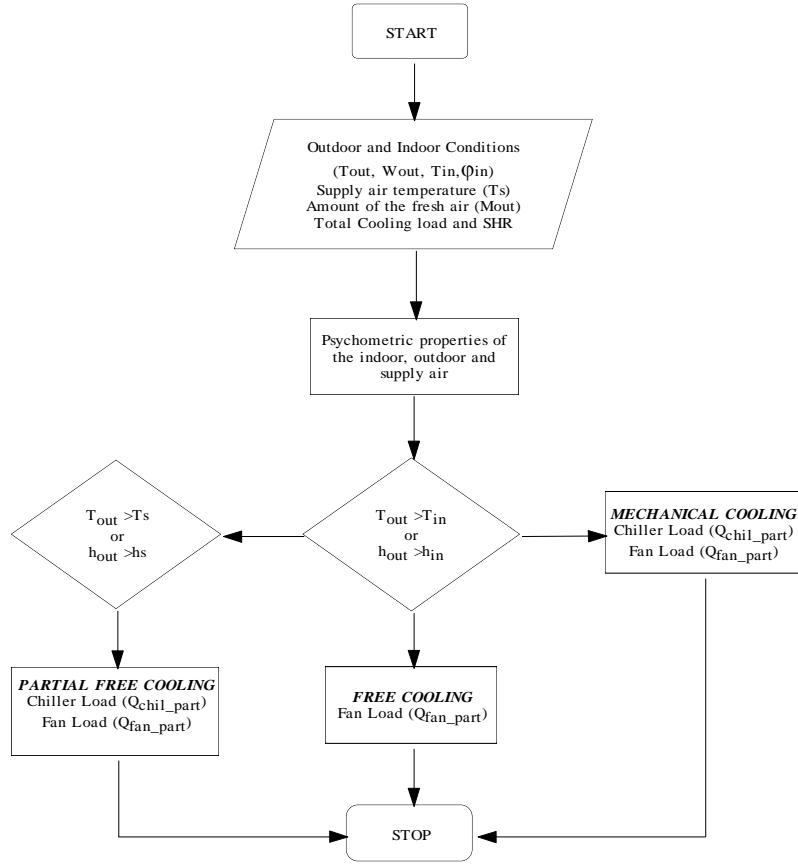 START
Outdoor and Indoor Conditions
(Tout, Wout, Tin,φin)
Supply air temperature (Ts)
Amount of the fresh air (Mout)
Total Cooling load and SHR
Psychometric properties of
the indoor, outdoor and
supply air
Tout >Ts
or
hout >hs
Tout >Tin
or
hout >hin
MECHANICAL COOLING
Chiller Load (Qchil_part)
Fan Load (Qfan_part)
PARTIAL FREE COOLING
Chiller Load (Qchil_part)
Fan Load (Qfan_part)
FREE COOLING
Fan Load (Qfan_part)
STOP